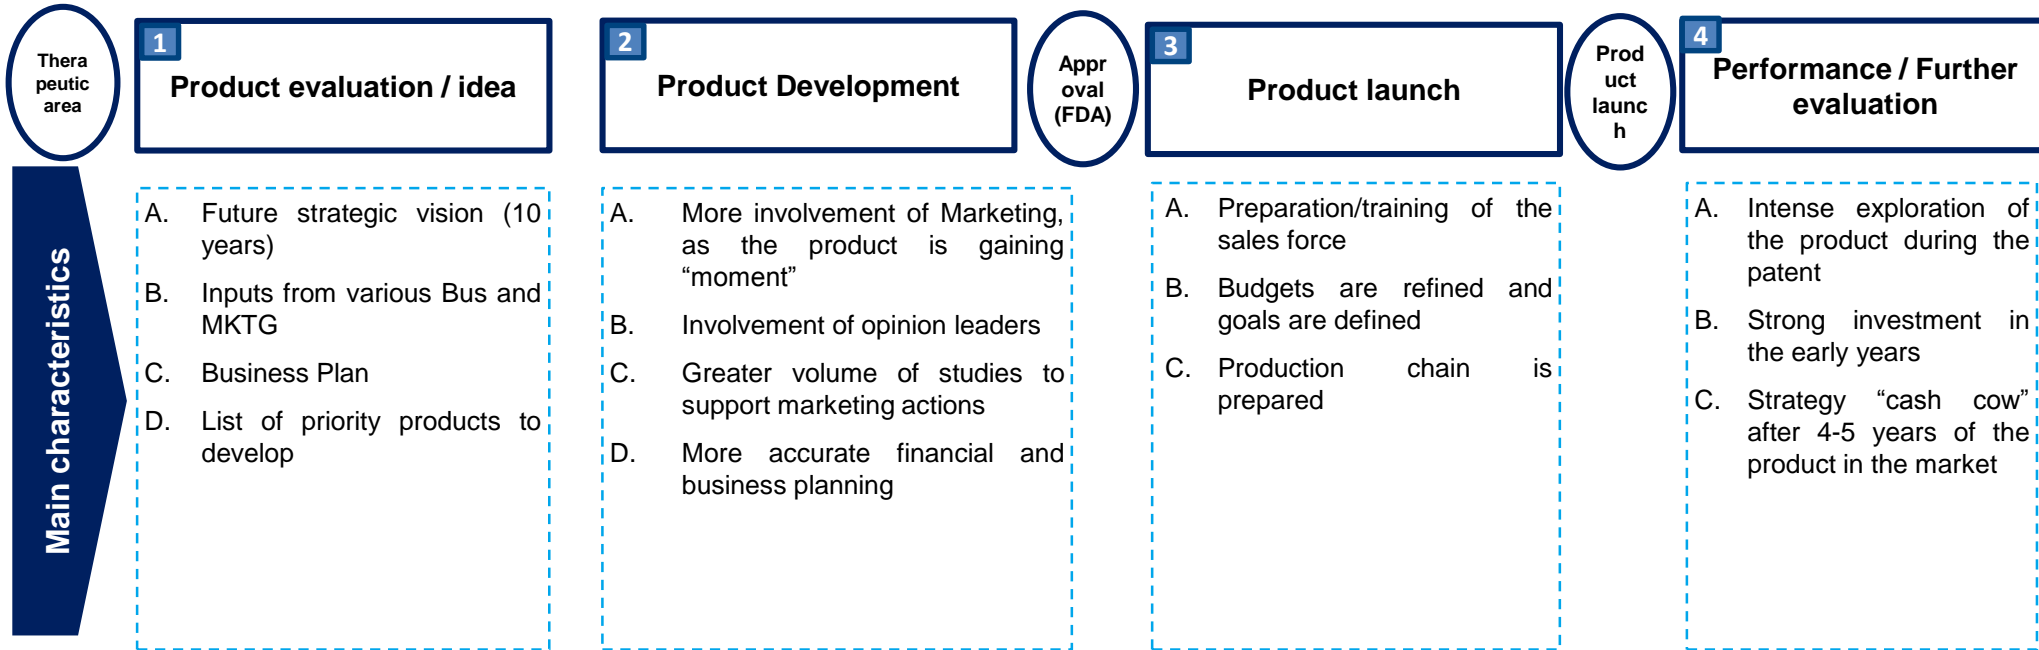 Thera
peutic
area
1
Product evaluation / idea
2
Product Development
Appr
oval
(FDA)
3
Product launch
Prod
uct
launc
h
4
Performance / Further
evaluation
Main characteristics
A. Future strategic vision (10
years)
B. Inputs from various Bus and
MKTG
C. Business Plan
D. List of priority products to
develop
A. More involvement of Marketing,
as the product is gaining
“moment”
B. Involvement of opinion leaders
C. Greater volume of studies to
support marketing actions
D. More accurate financial and
business planning
A. Preparation/training of the
sales force
B. Budgets are refined and
goals are defined
C. Production chain is
prepared
A. Intense exploration of
the product during the
patent
B. Strong investment in
the early years
C. Strategy “cash cow”
after 4-5 years of the
product in the market